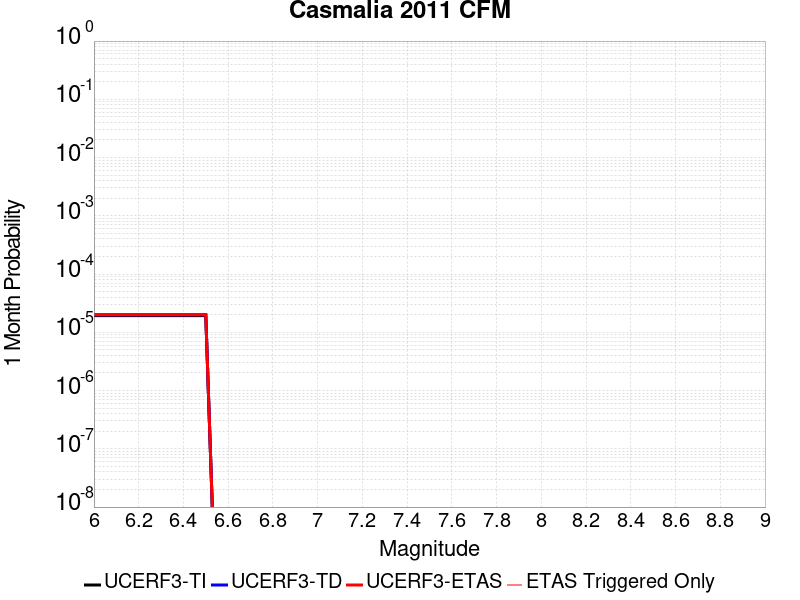 Casmalia 2011 CFM
1 Month Probability
10^0
10^-1
10^-2
10^-3
10^-4
10^-5
10^-6
10^-7
10^-8
6 6.2 6.4 6.6 6.8 7 7.2 7.4 7.6 7.8 8 8.2 8.4 8.6 8.8 9
Magnitude
UCERF3-TI UCERF3-TD UCERF3-ETAS ETAS Triggered Only